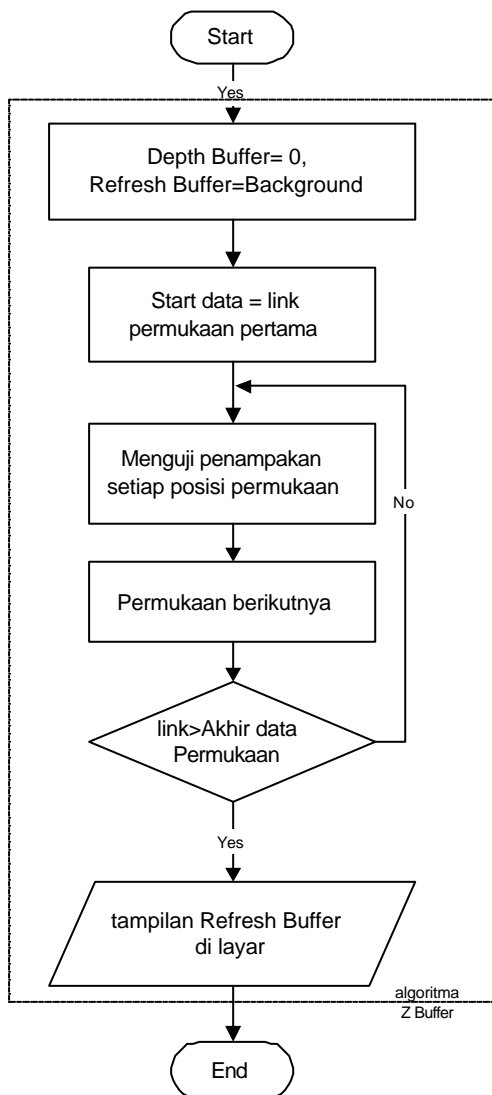 Start
Yes
Depth Buffer= 0,
Refresh Buffer=Background
Start data = link
permukaan pertama
Menguji penampakan
setiap posisi permukaan
No
Permukaan berikutnya
link>Akhir data
Permukaan
Yes
tampilan Refresh Buffer
di layar
algoritma
Z Buffer
End